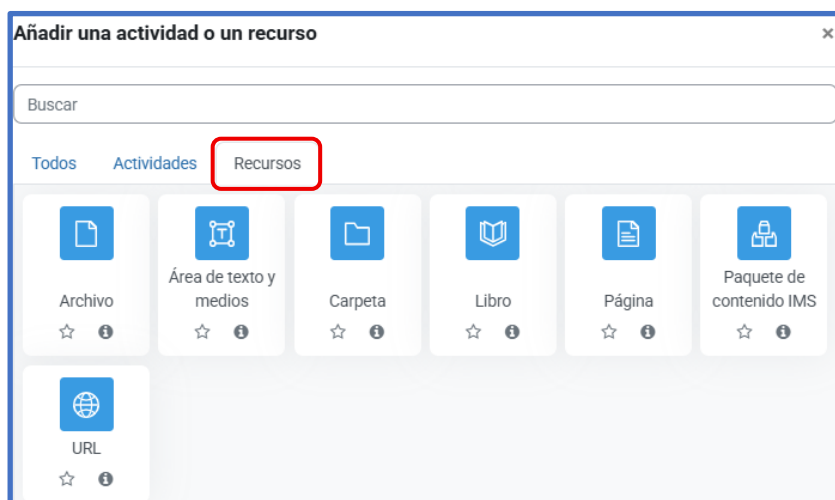 Añadir una actividad o un recurso
Buscar
Todos Actividades Recursos
Archivo
Área de texto y
medios
Carpeta
Libro
Página
Paquete de
contenido IMS
URL